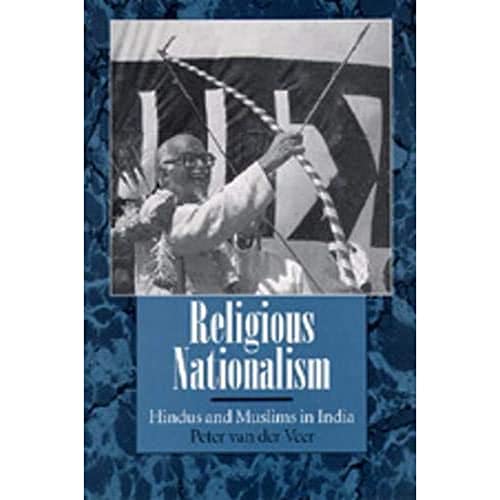 Religious
Nationalism
Hindus and Muslims in India
Peter van der Veer